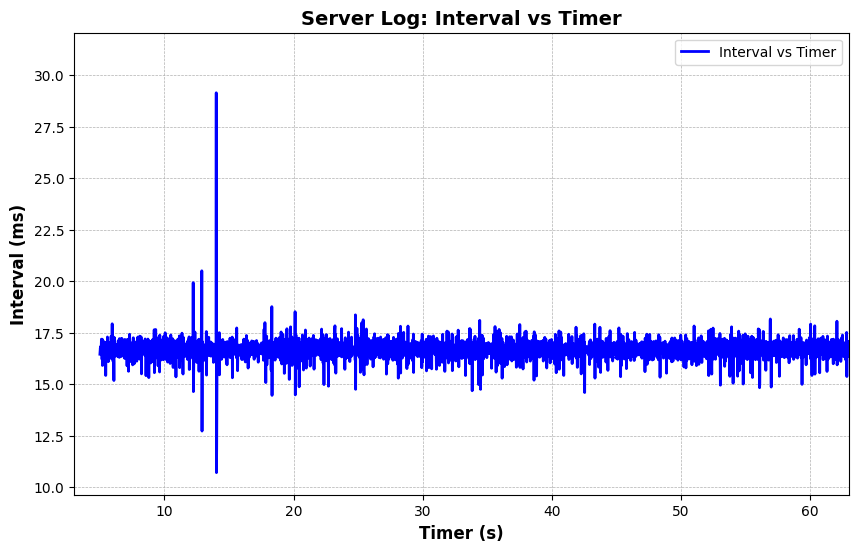 Server Log: Interval vs Timer
Interval vs Timer
30.0
27.5
25.0
22.5
20.0
17.5
15.0
12.5
10.0
Interval (ms)
10 20 30 40 50 60
Timer (s)